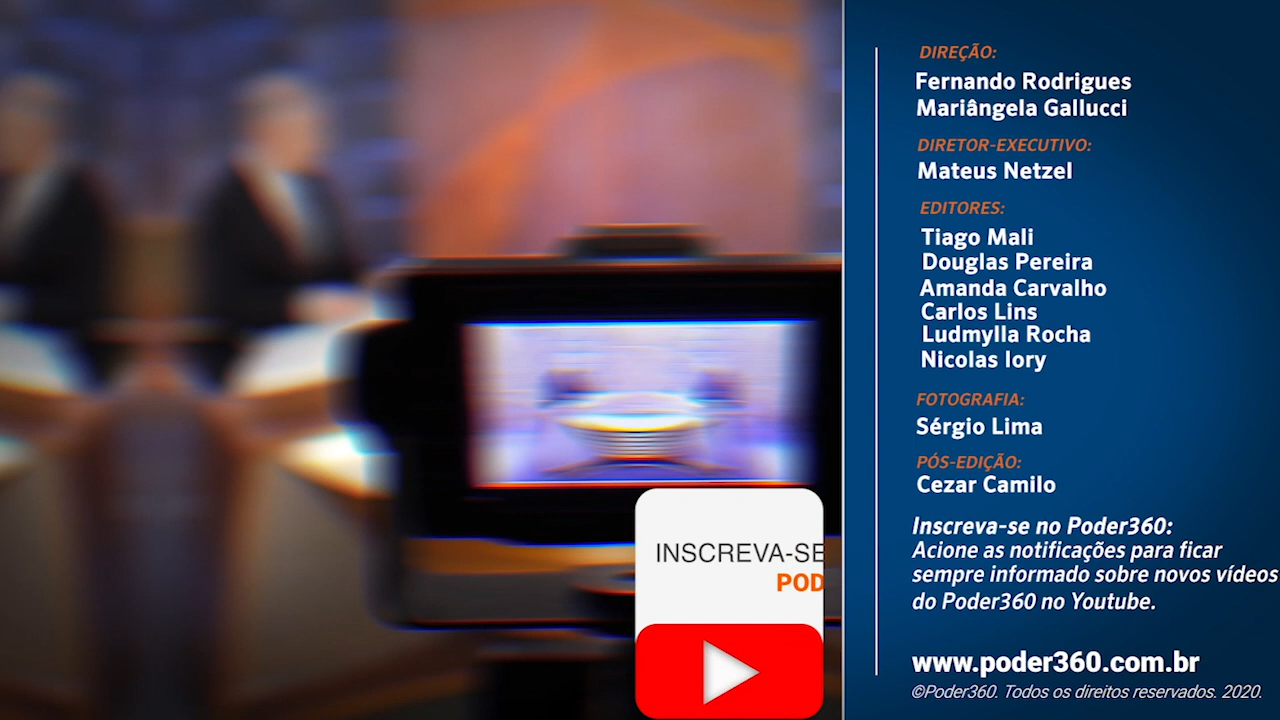 DIREÇÃO:
Fernando Rodrigues
Mariângela Gallucci
DIRETOR-EXECUTIVO:
Mateus Netzel
EDITORES:
Tiago Mali
Douglas Pereira
Amanda Carvalho
Carlos Lins
Ludmylla Rocha
Nicolas Iory
FOTOGRAFIA:
Sérgio Lima
PÓS-EDIÇÃO:
Cezar Camilo
Inscreva-se no Poder360:
Acione as notificações para ficar
sempre informado sobre novos vídeos
do Poder360 no Youtube.
www.poder360.com.br
©Poder360. Todos os direitos reservados. 2020.
INSCREVA-SE
POD